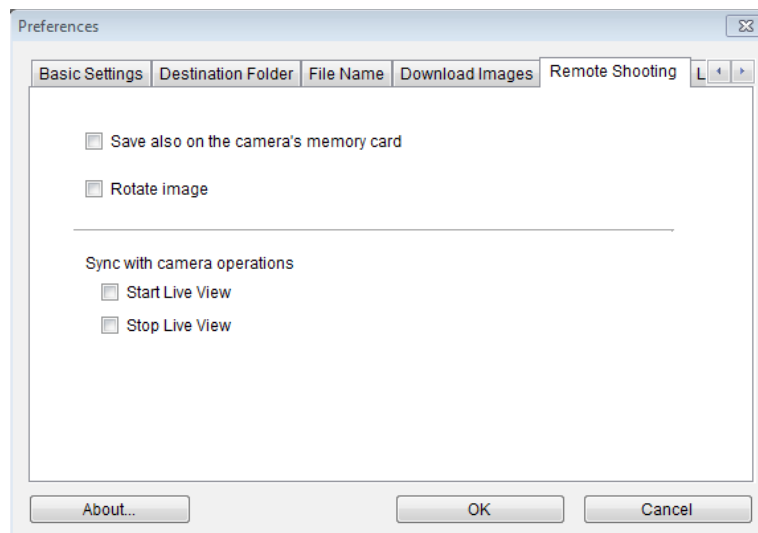 Preferences
Basic Settings Destination Folder File Name Download Images Remote Shooting L
Save also on the camera's memory card
Rotate image
Sync with camera operations
Start Live View
Stop Live View
About... OK Cancel